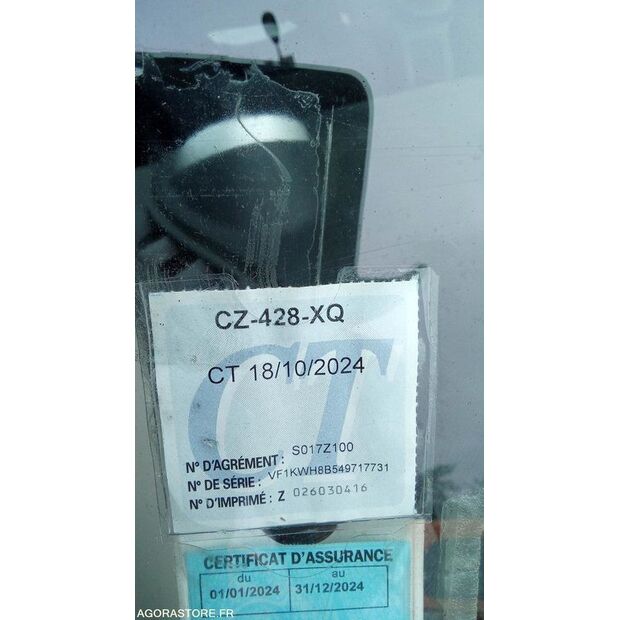 CZ-428-XQ
CT 18/10/2024
CT
N° D'AGRÉMENT : S017Z100
N° DE SÉRIE : VF1KWH8B549717731
N° D'IMPRIMÉ : Z 026030416
CERTIFICAT D'ASSURANCE
du au
01/01/2024 31/12/2024
AGORASTORE.FR